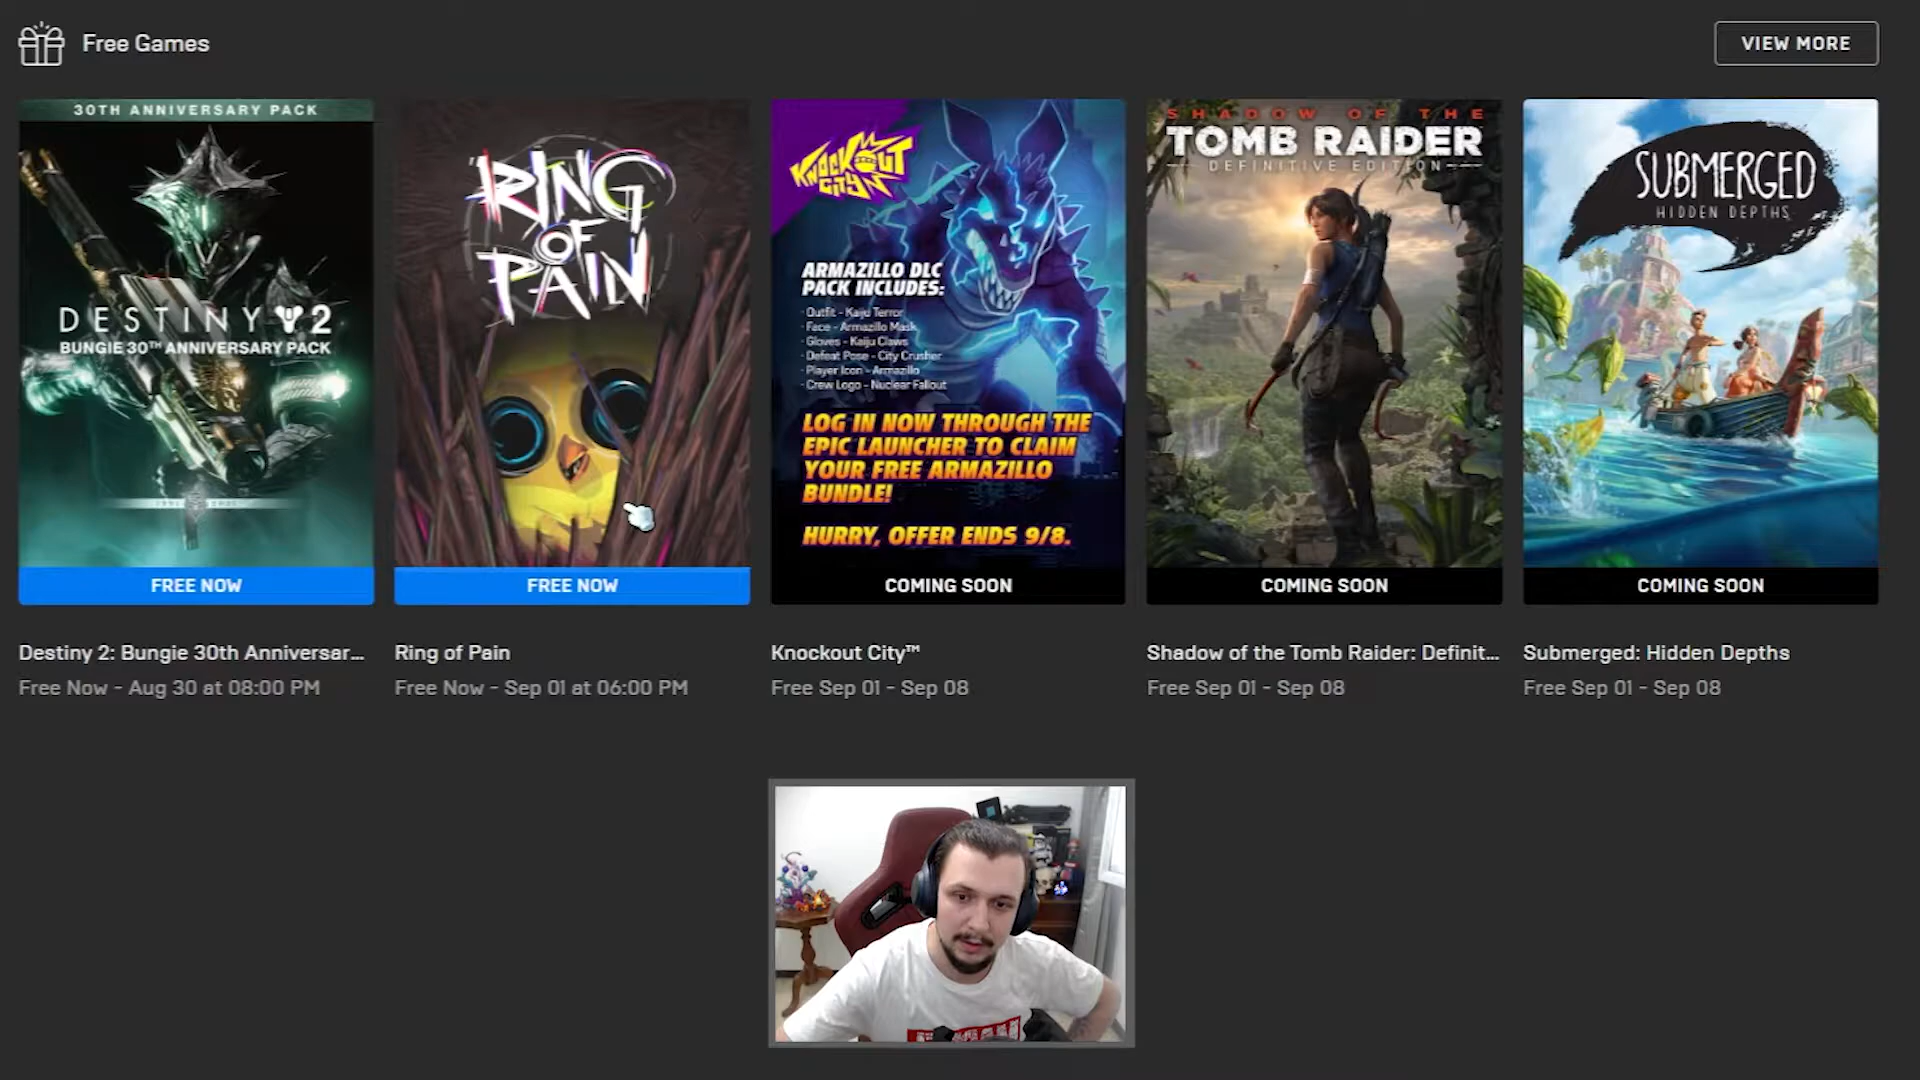 Free Games
VIEW MORE
30TH ANNIVERSARY PACK
DESTINY 2
BUNGIE 30TH ANNIVERSARY PACK
FREE NOW
Destiny 2: Bungie 30th Anniversar...
Free Now - Aug 30 at 08:00 PM
RING
OF
PAIN
FREE NOW
Ring of Pain
Free Now - Sep 01 at 06:00 PM
KNOCKOUT
CITY
ARMAZILLO DLC
PACK INCLUDES:
· Outfit - Kaiju Terror
· Face - Armazillo Mask
· Gloves - Kaiju Claws
· Defeat Pose - City Crusher
· Player Icon - Armazillo
· Crew Logo - Nuclear Fallout
LOG IN NOW THROUGH THE
EPIC LAUNCHER TO CLAIM
YOUR FREE ARMAZILLO
BUNDLE!
HURRY, OFFER ENDS 9/8.
COMING SOON
Knockout City™
Free Sep 01 - Sep 08
SHADOW OF THE
TOMB RAIDER
DEFINITIVE EDITION
COMING SOON
Shadow of the Tomb Raider: Definit...
Free Sep 01 - Sep 08
SUBMERGED
HIDDEN DEPTHS
COMING SOON
Submerged: Hidden Depths
Free Sep 01 - Sep 08